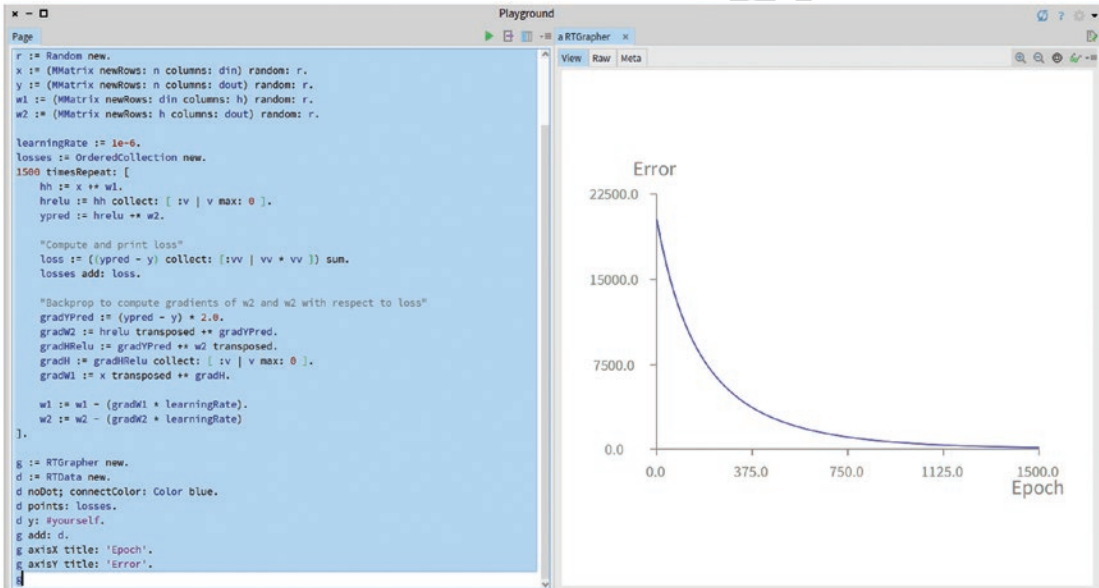 Playground
Page
a RTGrapher ×
View Raw Meta
r := Random new.
x := (MMatrix newRows: n columns: din) random: r.
y := (MMatrix newRows: n columns: dout) random: r.
w1 := (MMatrix newRows: din columns: h) random: r.
w2 := (MMatrix newRows: h columns: dout) random: r.
learningRate := 1e-6.
losses := OrderedCollection new.
1500 timesRepeat: [
hh := x +* w1.
hrelu := hh collect: [ :v | v max: 0 ].
ypred := hrelu +* w2.
"Compute and print loss"
loss := ((ypred - y) collect: [:vv | vv * vv ]) sum.
losses add: loss.
"Backprop to compute gradients of w2 and w2 with respect to loss"
gradYPred := (ypred - y) * 2.0.
gradW2 := hrelu transposed +* gradYPred.
gradHRelu := gradYPred +* w2 transposed.
gradH := gradHRelu collect: [ :v | v max: 0 ].
gradW1 := x transposed +* gradH.
w1 := w1 - (gradW1 * learningRate).
w2 := w2 - (gradW2 * learningRate)
].
g := RTGrapher new.
d := RTData new.
d noDot; connectColor: Color blue.
d points: losses.
d y: #yourself.
g add: d.
g axisX title: 'Epoch'.
g axisY title: 'Error'.
g
Error
22500.0
15000.0
7500.0
0.0
0.0 375.0 750.0 1125.0 1500.0
Epoch